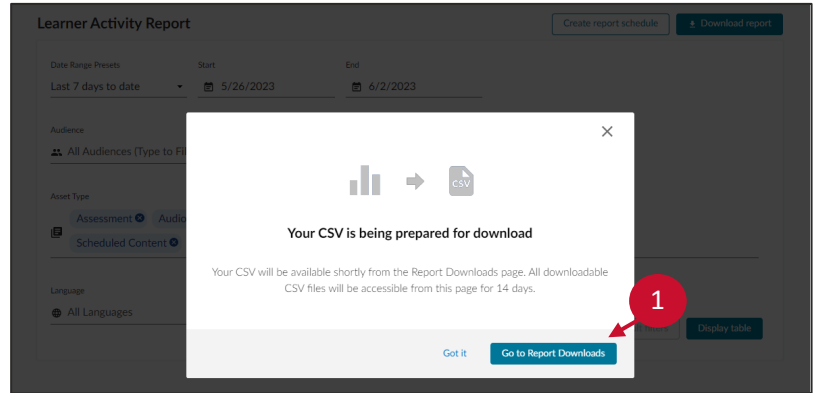 Learner Activity Report
Create report schedule
Download report
Date Range Presets
Start
End
Last 7 days to date
5/26/2023
6/2/2023
Audience
All Audiences (Type to Fil
Asset Type
Assessment
Audio
Scheduled Content
CSV
Your CSV is being prepared for download
Your CSV will be available shortly from the Report Downloads page. All downloadable
CSV files will be accessible from this page for 14 days.
Language
All Languages
1
Display table
Got it
Go to Report Downloads